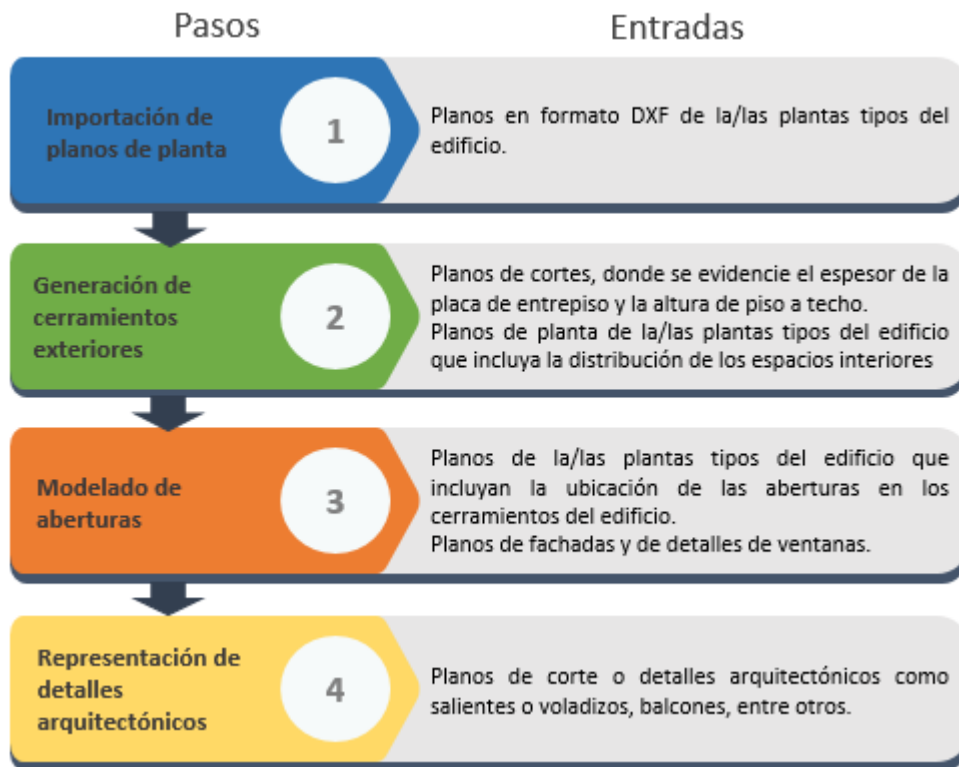 Pasos
Entradas
Importación de
planos de planta
1
Planos en formato DXF de la/las plantas tipos del
edificio.
Generación de
cerramientos
exteriores
2
Planos de cortes, donde se evidencie el espesor de la
placa de entrepiso y la altura de piso a techo.
Planos de planta de la/las plantas tipos del edificio
que incluya la distribución de los espacios interiores
Modelado de
aberturas
3
Planos de la/las plantas tipos del edificio que
incluyan la ubicación de las aberturas en los
cerramientos del edificio.
Planos de fachadas y de detalles de ventanas.
Representación de
detalles
arquitectónicos
4
Planos de corte o detalles arquitectónicos como
salientes o voladizos, balcones, entre otros.